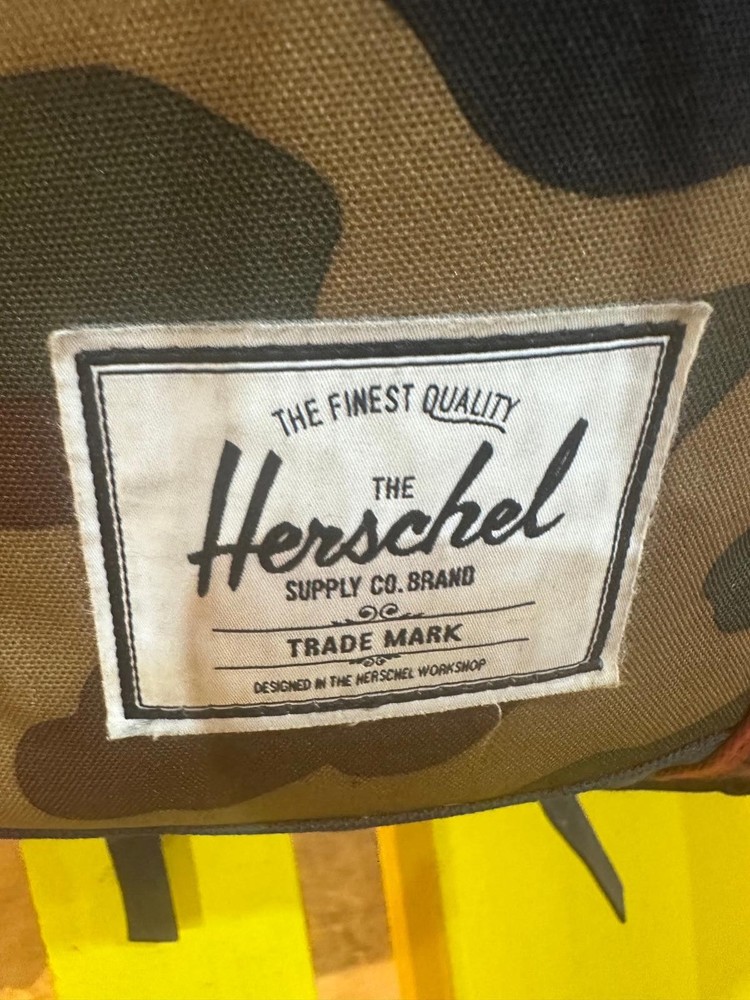 THE FINEST QUALITY
THE
Herschel
SUPPLY CO. BRAND
TRADE MARK
DESIGNED IN THE HERSCHEL WORKSHOP